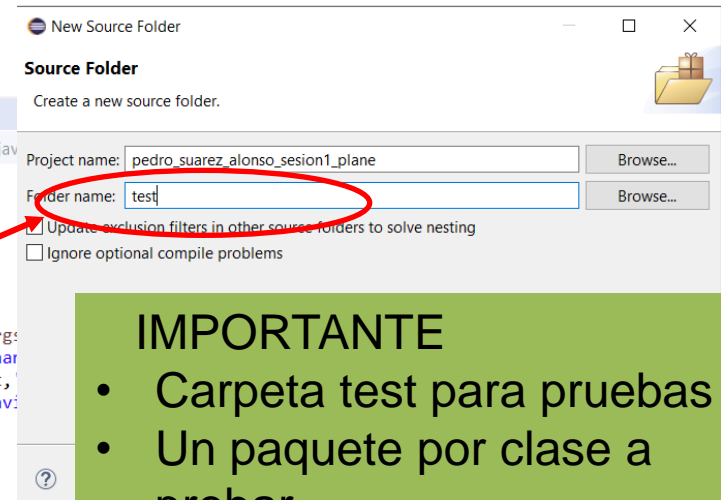 New Source Folder
Source Folder
Create a new source folder.
Project name: pedro_suarez_alonso_sesion1_plane Browse...
Folder name: test Browse...
Update exclusion filters in other source folders to solve nesting
Ignore optional compile problems
IMPORTANTE
• Carpeta test para pruebas
• Un paquete por clase a
probar